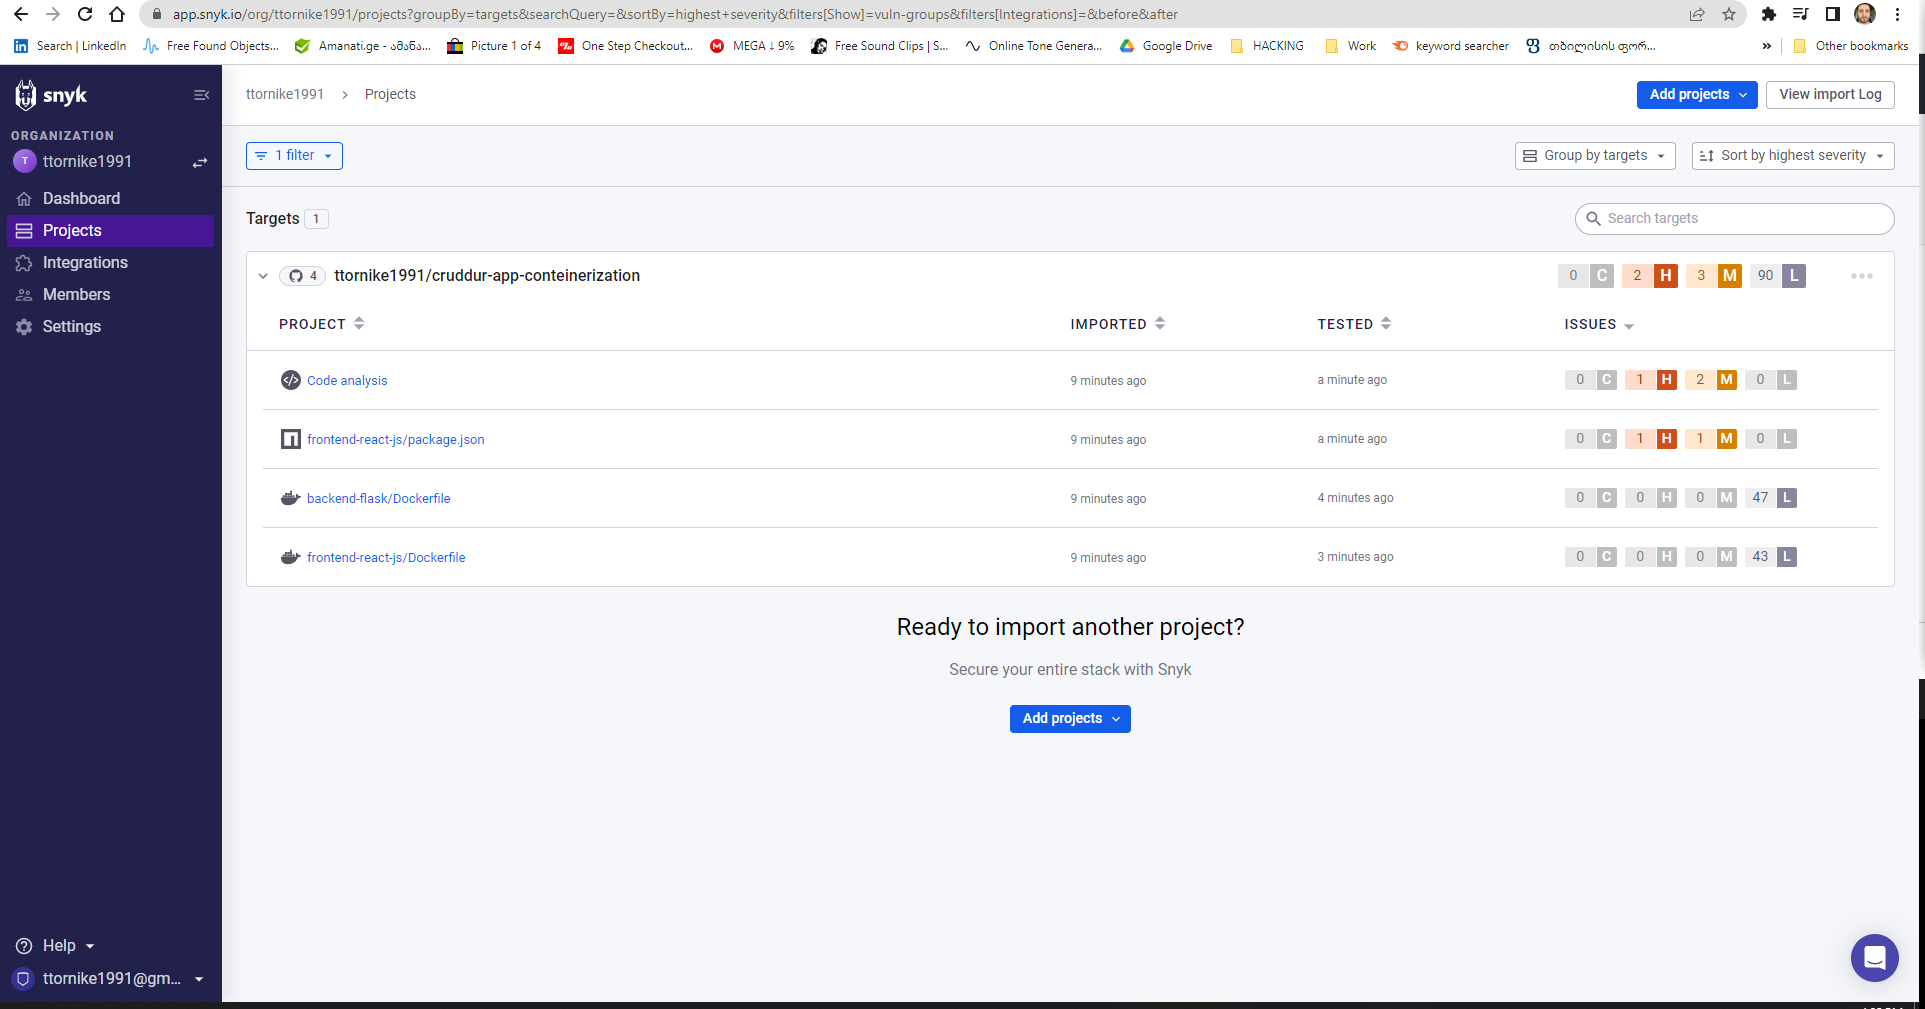 app.snyk.io/org/ttornike1991/projects?groupBy=targets&searchQuery=&sortBy=highest+severity&filters[Show]=vuln-groups&filters[Integrations]=&before&after
Search | LinkedIn Free Found Objects... Amanati.ge - ამანა... Picture 1 of 4 One Step Checkout... MEGA ↓ 9% Free Sound Clips | S... Online Tone Genera... Google Drive HACKING Work keyword searcher თბილისის ფორ... » Other bookmarks
snyk
ttornike1991 > Projects
Add projects
View import Log
ORGANIZATION
T ttornike1991
Dashboard
Projects
Integrations
Members
Settings
1 filter
Group by targets
Sort by highest severity
Targets 1
Search targets
4 ttornike1991/cruddur-app-conteinerization 0 C 2 H 3 M 90 L
PROJECT IMPORTED TESTED ISSUES
Code analysis 9 minutes ago a minute ago 0 C 1 H 2 M 0 L
frontend-react-js/package.json 9 minutes ago a minute ago 0 C 1 H 1 M 0 L
backend-flask/Dockerfile 9 minutes ago 4 minutes ago 0 C 0 H 0 M 47 L
frontend-react-js/Dockerfile 9 minutes ago 3 minutes ago 0 C 0 H 0 M 43 L
Ready to import another project?
Secure your entire stack with Snyk
Add projects
Help
ttornike1991@gm...